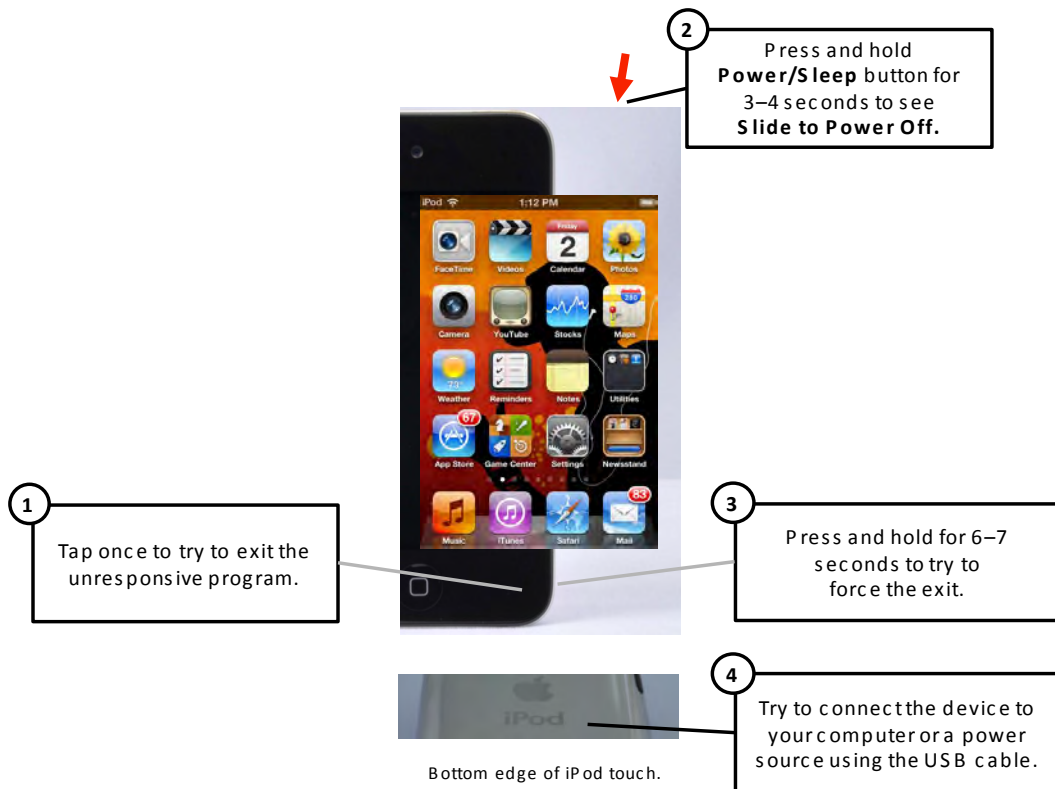 2
Press and hold
Power/Sleep button for
3–4 seconds to see
Slide to Power Off.
iPod 1:12 PM
FaceTime Videos Friday 2 Calendar Photos
280
Camera YouTube Stocks Maps
Weather Reminders Notes Utilities
67
App Store Game Center Settings Newsstand
83
Music iTunes Safari Mail
1
Tap once to try to exit the
unresponsive program.
3
Press and hold for 6–7
seconds to try to
force the exit.
iPod
Bottom edge of iPod touch.
4
Try to connect the device to
your computer or a power
source using the USB cable.